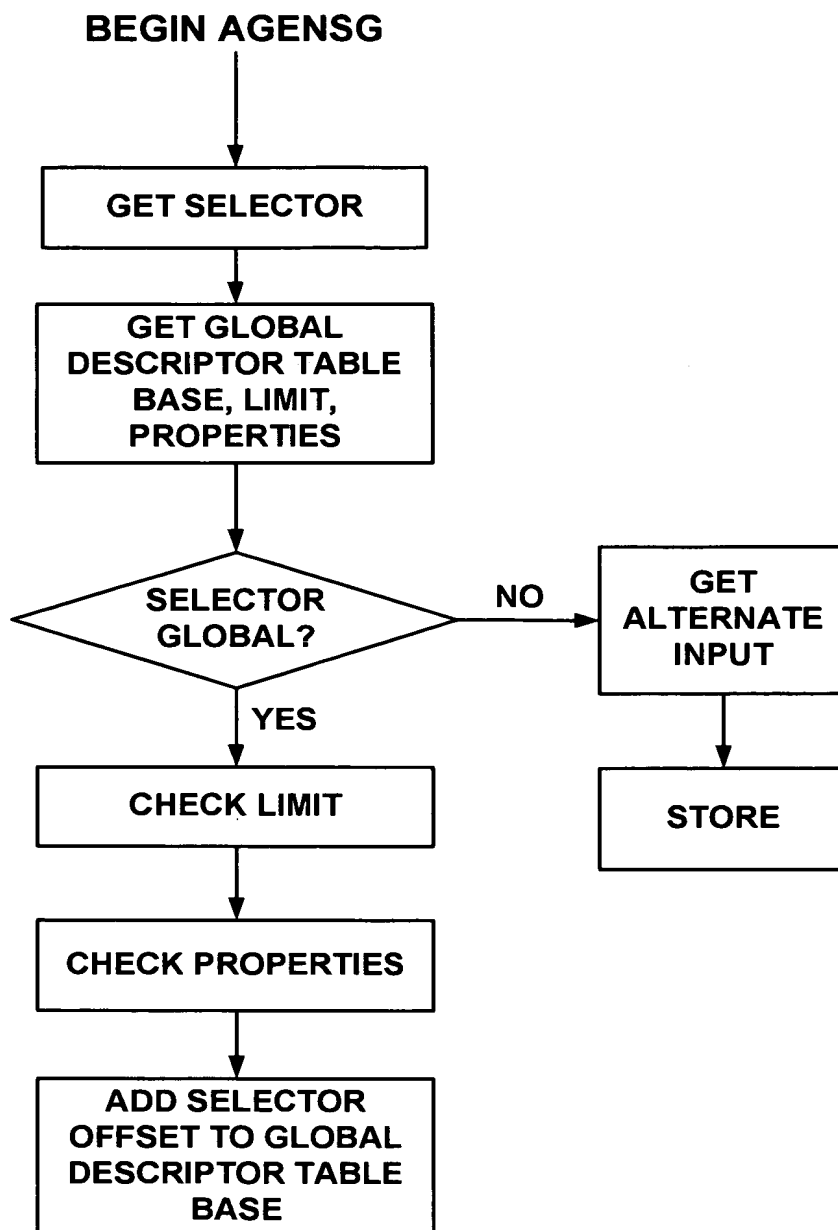 BEGIN AGENSG
GET SELECTOR
GET GLOBAL
DESCRIPTOR TABLE
BASE, LIMIT,
PROPERTIES
SELECTOR
GLOBAL?
NO
GET
ALTERNATE
INPUT
YES
STORE
CHECK LIMIT
CHECK PROPERTIES
ADD SELECTOR
OFFSET TO GLOBAL
DESCRIPTOR TABLE
BASE